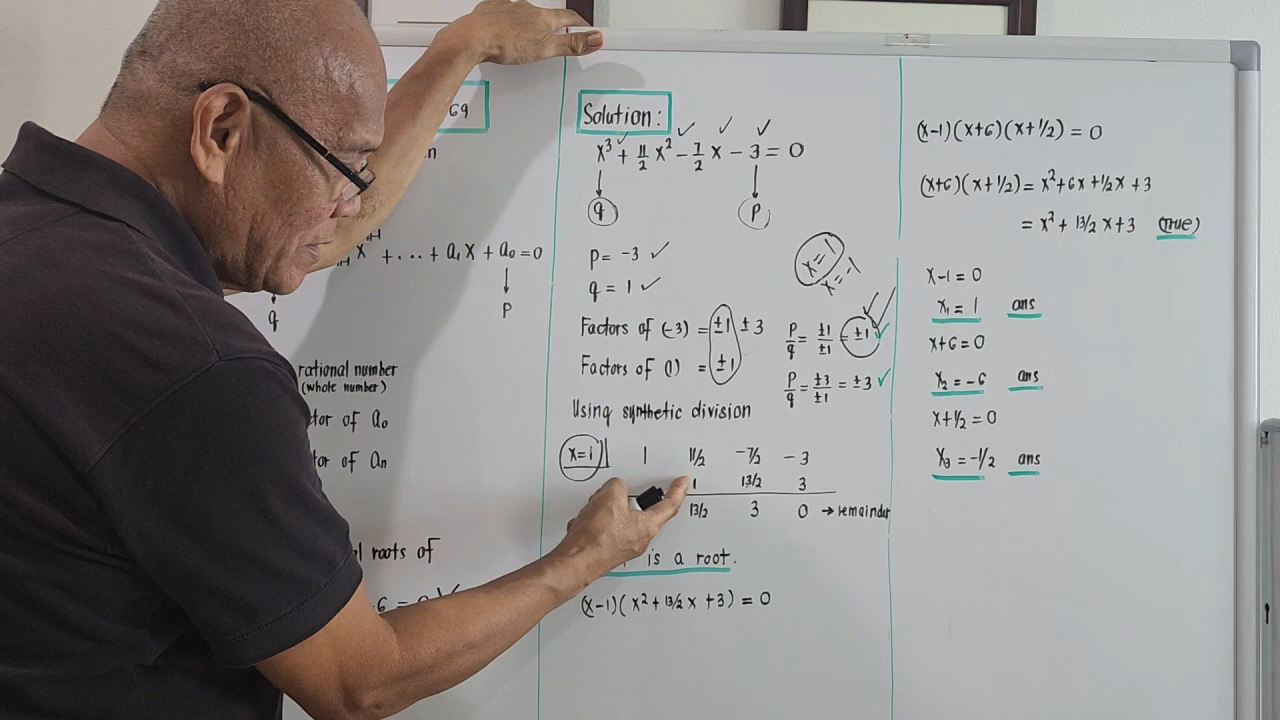 69
n
x^n-1 + . . . + a₁x + a₀ = 0
q
p
rational number
(whole number)
tor of a₀
tor of aₙ
l roots of
6 = 0
Solution:
x³ + 11/2 x² - 7/2 x - 3 = 0
q
p
p = -3
q = 1
x = 1
x = -1
Factors of (-3) = ±1 ±3
Factors of (1) = ±1
p/q = ±1/±1 = ±1
p/q = ±3/±1 = ±3
Using synthetic division
x=1 1 11/2 -7/2 -3
1 13/2 3
13/2 3 0 → remainder
is a root.
(x-1)(x² + 13/2 x + 3) = 0
(x-1)(x+6)(x+1/2) = 0
(x+6)(x+1/2) = x² + 6x + 1/2 x + 3
= x² + 13/2 x + 3 (True)
x-1 = 0
x₁ = 1 ans
x+6 = 0
x₂ = -6 ans
x+1/2 = 0
x₃ = -1/2 ans